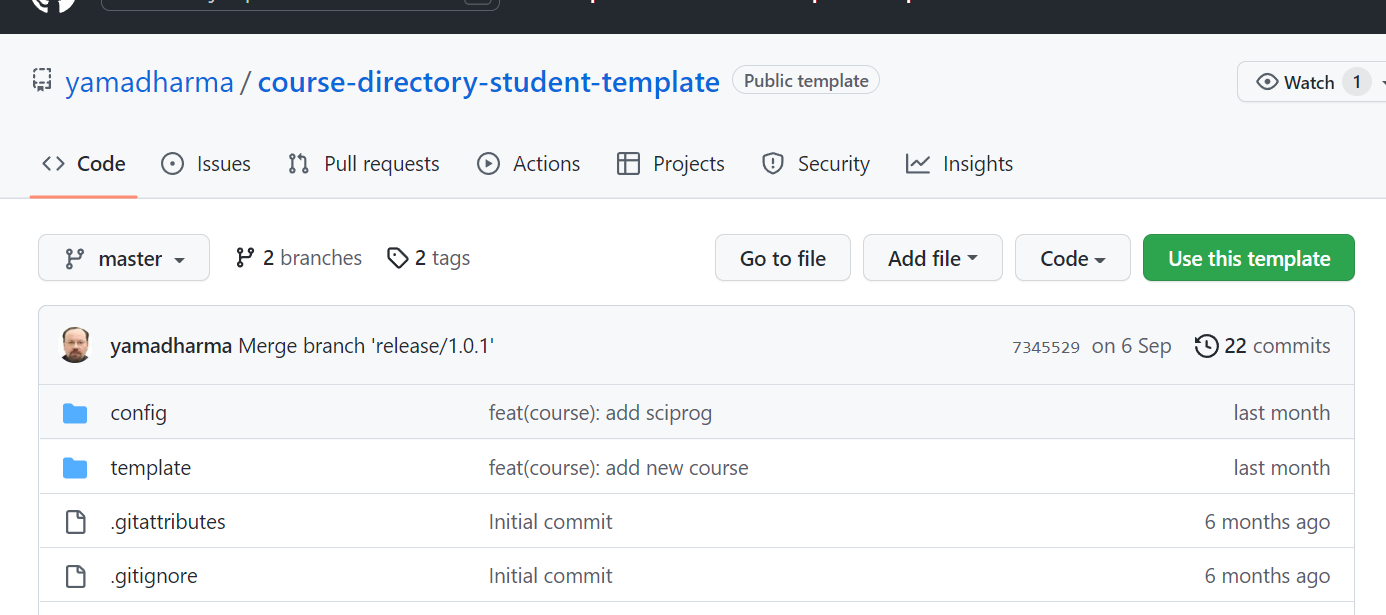 yamadharma / course-directory-student-template Public template Watch 1
Code Issues Pull requests Actions Projects Security Insights
master 2 branches 2 tags Go to file Add file Code Use this template
yamadharma Merge branch 'release/1.0.1' 7345529 on 6 Sep 22 commits
config feat(course): add sciprog last month
template feat(course): add new course last month
.gitattributes Initial commit 6 months ago
.gitignore Initial commit 6 months ago